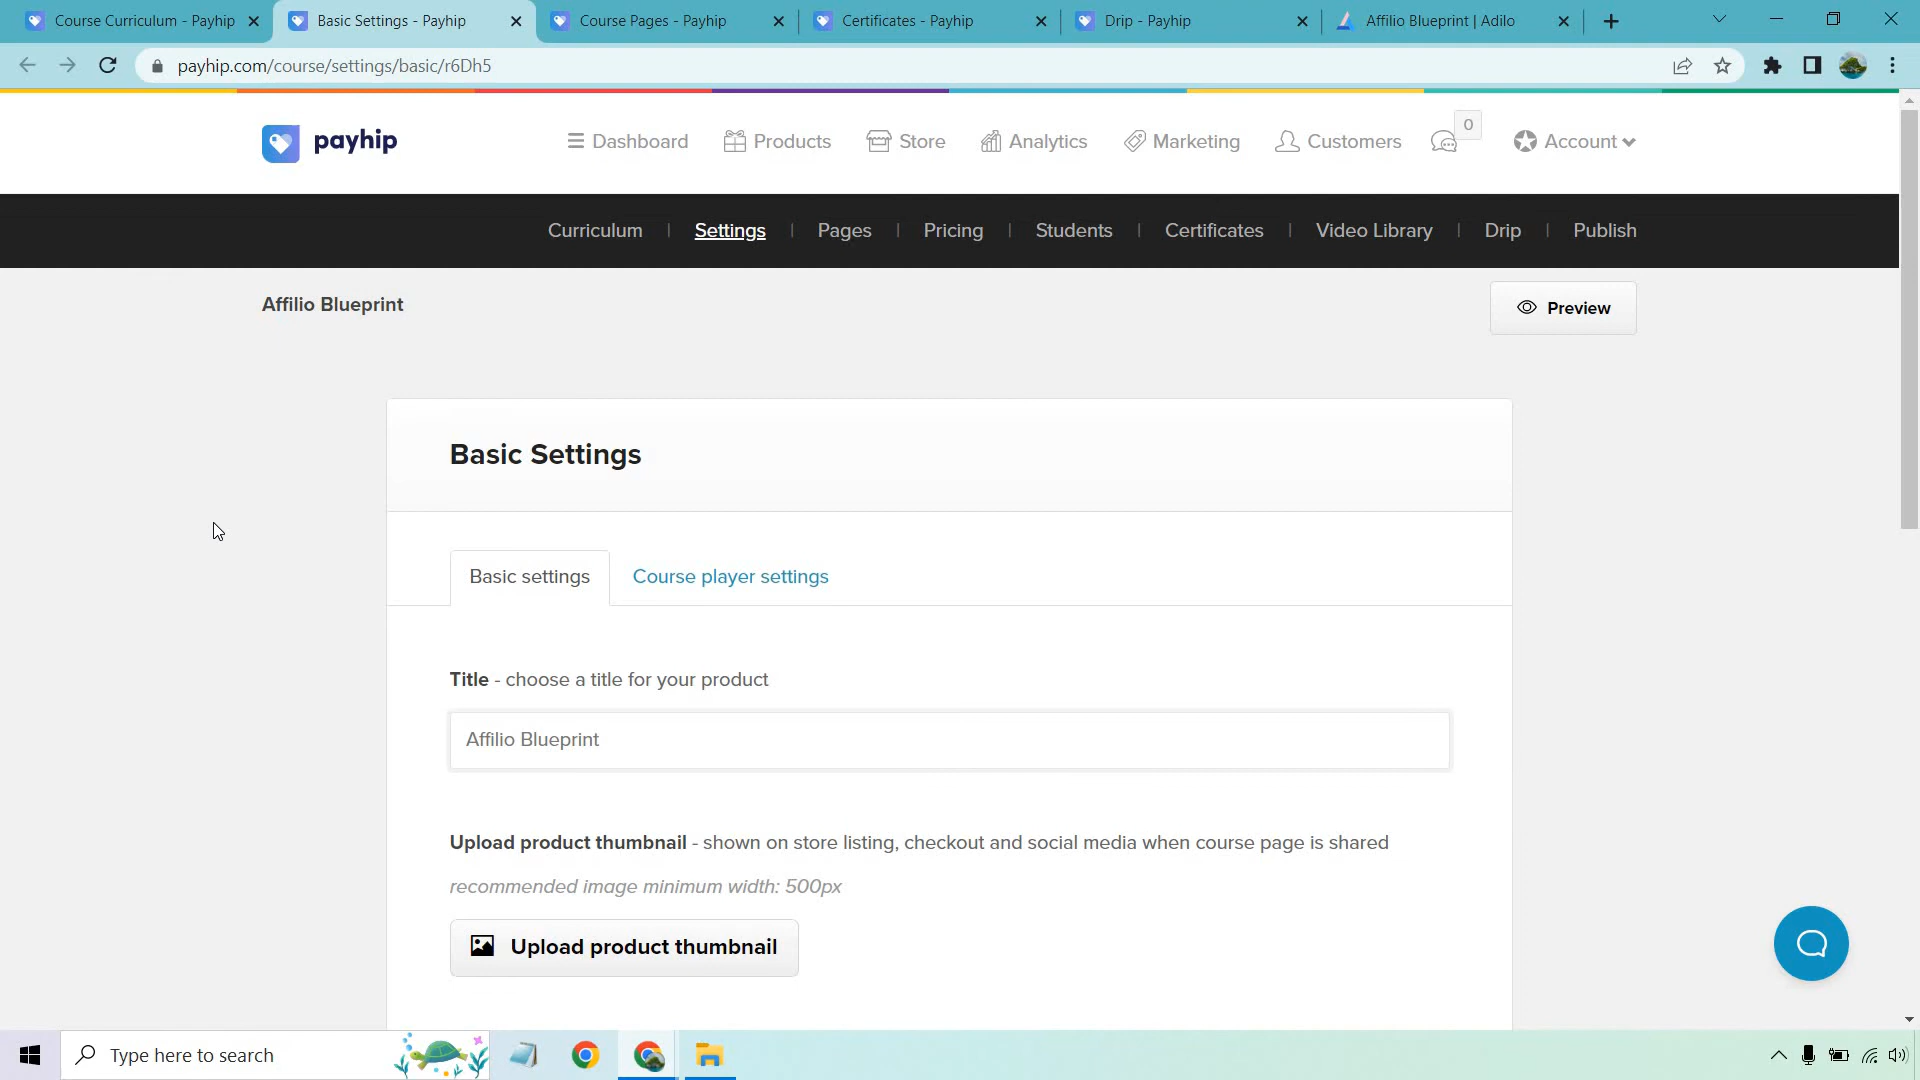 Course Curriculum - Payhip
Basic Settings - Payhip
Course Pages - Payhip
Certificates - Payhip
Drip - Payhip
Affilio Blueprint | Adilo
payhip.com/course/settings/basic/r6Dh5
payhip
Dashboard
Products
Store
Analytics
Marketing
Customers
0
Account
Curriculum | Settings | Pages | Pricing | Students | Certificates | Video Library | Drip | Publish
Affilio Blueprint
Preview
Basic Settings
Basic settings
Course player settings
Title - choose a title for your product
Affilio Blueprint
Upload product thumbnail - shown on store listing, checkout and social media when course page is shared
recommended image minimum width: 500px
Upload product thumbnail
Type here to search